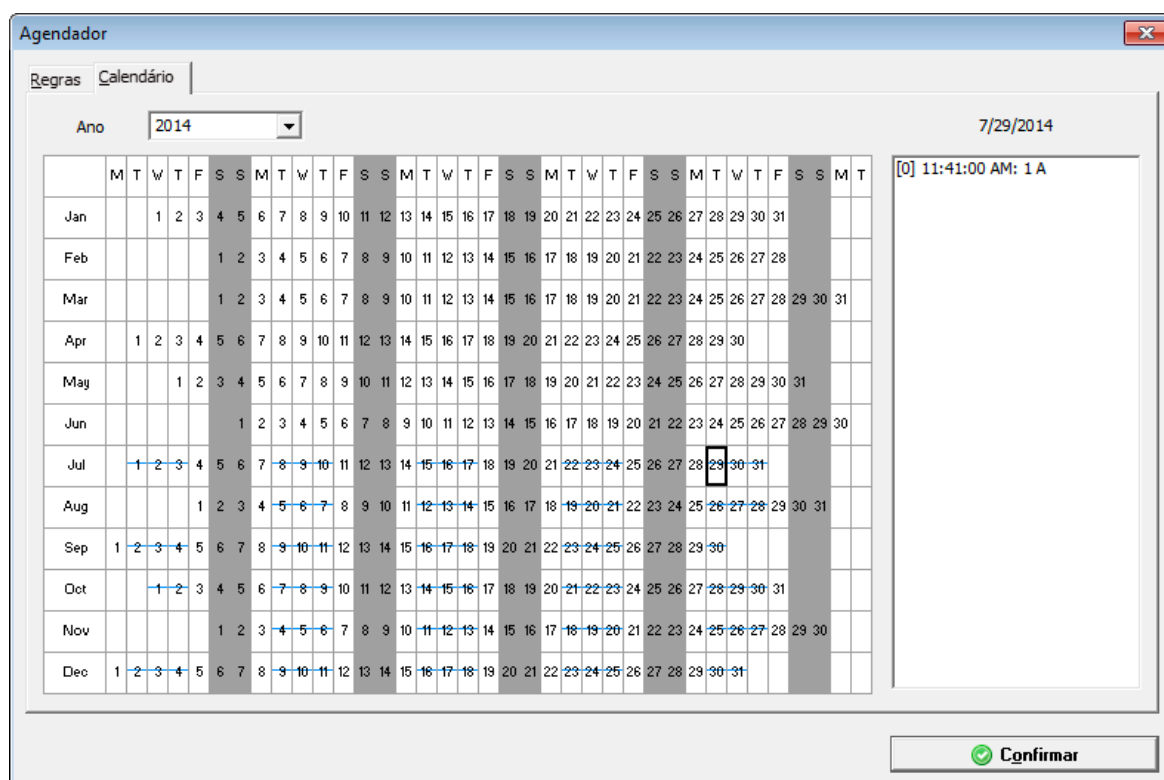 Agendador
Regras Calendário
Ano 2014 7/29/2014
M T W T F S S M T W T F S S M T W T F S S M T W T F S S M T W T F S S M T
[0] 11:41:00 AM: 1 A
Jan 1 2 3 4 5 6 7 8 9 10 11 12 13 14 15 16 17 18 19 20 21 22 23 24 25 26 27 28 29 30 31
Feb 1 2 3 4 5 6 7 8 9 10 11 12 13 14 15 16 17 18 19 20 21 22 23 24 25 26 27 28
Mar 1 2 3 4 5 6 7 8 9 10 11 12 13 14 15 16 17 18 19 20 21 22 23 24 25 26 27 28 29 30 31
Apr 1 2 3 4 5 6 7 8 9 10 11 12 13 14 15 16 17 18 19 20 21 22 23 24 25 26 27 28 29 30
May 1 2 3 4 5 6 7 8 9 10 11 12 13 14 15 16 17 18 19 20 21 22 23 24 25 26 27 28 29 30 31
Jun 1 2 3 4 5 6 7 8 9 10 11 12 13 14 15 16 17 18 19 20 21 22 23 24 25 26 27 28 29 30
Jul 1 2 3 4 5 6 7 8 9 10 11 12 13 14 15 16 17 18 19 20 21 22 23 24 25 26 27 28 29 30 31
Aug 1 2 3 4 5 6 7 8 9 10 11 12 13 14 15 16 17 18 19 20 21 22 23 24 25 26 27 28 29 30 31
Sep 1 2 3 4 5 6 7 8 9 10 11 12 13 14 15 16 17 18 19 20 21 22 23 24 25 26 27 28 29 30
Oct 1 2 3 4 5 6 7 8 9 10 11 12 13 14 15 16 17 18 19 20 21 22 23 24 25 26 27 28 29 30 31
Nov 1 2 3 4 5 6 7 8 9 10 11 12 13 14 15 16 17 18 19 20 21 22 23 24 25 26 27 28 29 30
Dec 1 2 3 4 5 6 7 8 9 10 11 12 13 14 15 16 17 18 19 20 21 22 23 24 25 26 27 28 29 30 31
Confirmar